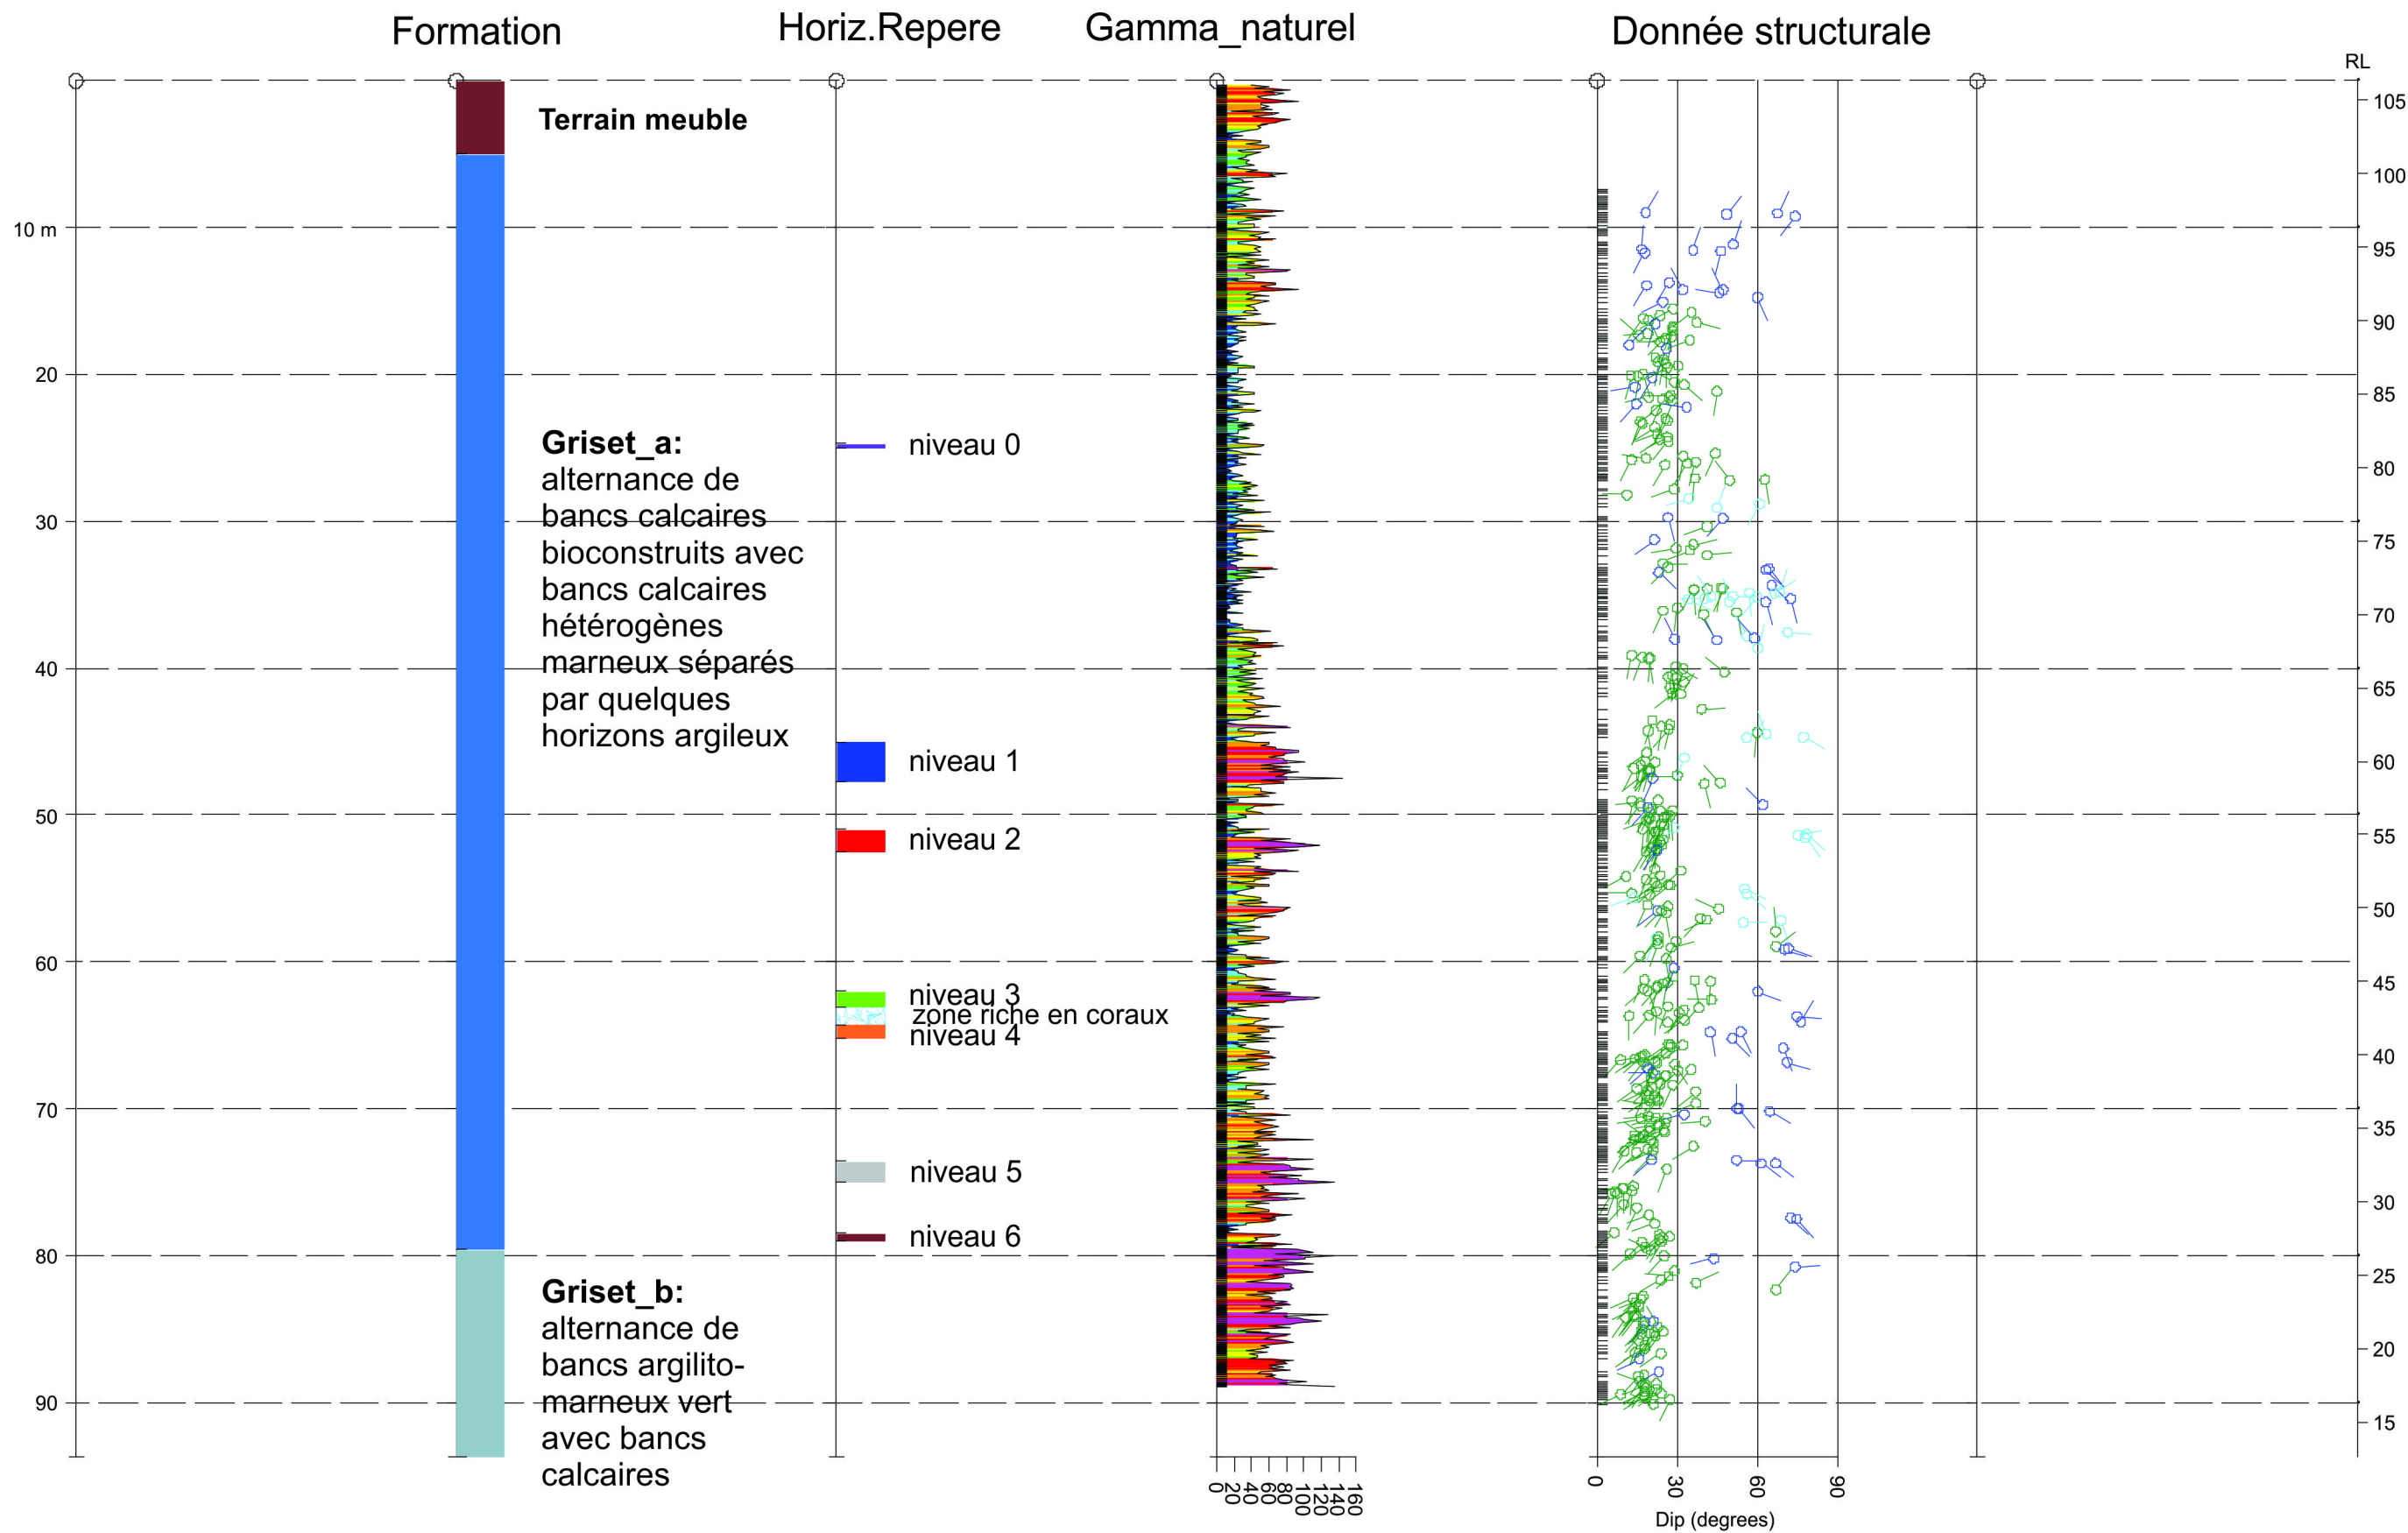 Formation
Horiz.Repere
Gamma_naturel
Donnée structurale
RL
105
Terrain meuble
100
10 m
95
90
20
85
Griset_a:
alternance de
bancs calcaires
bioconstruits avec
bancs calcaires
hétérogènes
marneux séparés
par quelques
horizons argileux
niveau 0
80
30
75
70
40
65
niveau 1
60
50
niveau 2
55
50
60
niveau 3
zone riche en coraux
niveau 4
45
40
70
35
niveau 5
30
niveau 6
80
25
Griset_b:
alternance de
bancs argilito-
marneux vert
avec bancs
calcaires
20
90
15
0 20 40 60 80 100 120 140 160
0 30 60 90
Dip (degrees)